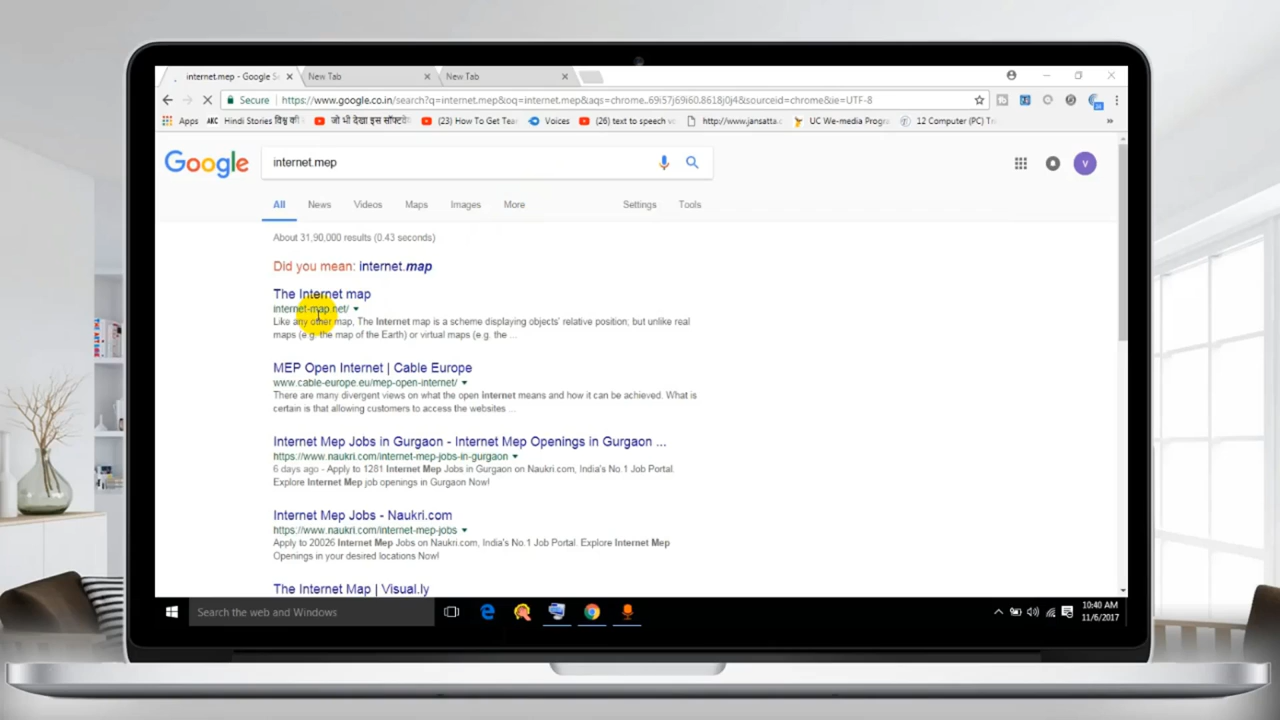 internet.mep - Google S
New Tab
New Tab
Secure
https://www.google.co.in/search?q=internet.mep&oq=internet.mep&aqs=chrome..69i57j69i60.8618j0j4&sourceid=chrome&ie=UTF-8
Apps
AKC Hindi Stories विश्व की
जो भी देखा इस सॉफ्टवे
(23) How To Get Tea
Voices
(26) text to speech
http://www.jansatta.c
UC We-media Progr
12 Computer (PC) Tr
Google
internet.mep
V
All News Videos Maps Images More Settings Tools
About 31,90,000 results (0.43 seconds)
Did you mean: internet.map
The Internet map
internet-map.net/
Like any other map, The Internet map is a scheme displaying objects' relative position, but unlike real
maps (e.g. the map of the Earth) or virtual maps (e.g. the ...
MEP Open Internet | Cable Europe
www.cable-europe.eu/mep-open-internet/
There are many divergent views on what the open internet means and how it can be achieved. What is
certain is that allowing customers to access the websites ...
Internet Mep Jobs in Gurgaon - Internet Mep Openings in Gurgaon ...
https://www.naukri.com/internet-mep-jobs-in-gurgaon
6 days ago - Apply to 1281 Internet Mep Jobs in Gurgaon on Naukri.com, India's No.1 Job Portal.
Explore Internet Mep job openings in Gurgaon Now!
Internet Mep Jobs - Naukri.com
https://www.naukri.com/internet-mep-jobs
Apply to 20026 Internet Mep Jobs on Naukri.com, India's No.1 Job Portal. Explore Internet Mep
Openings in your desired locations Now!
The Internet Map | Visual.ly
Search the web and Windows
10:40 AM
11/6/2017